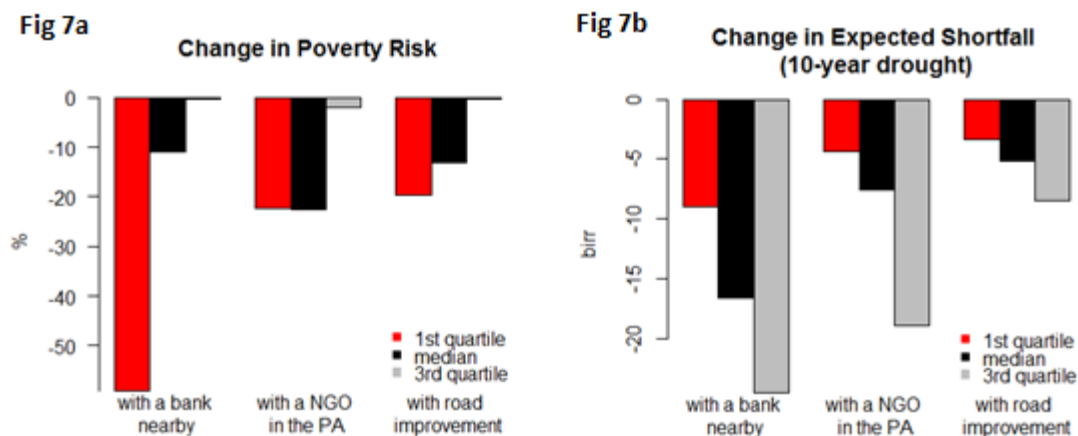 Fig 7a
Change in Poverty Risk
%
0
-10
-20
-30
-40
-50
1st quartile
median
3rd quartile
with a bank
nearby
with a NGO
in the PA
with road
improvement
Fig 7b
Change in Expected Shortfall
(10-year drought)
birr
0
-5
-10
-15
-20
1st quartile
median
3rd quartile
with a bank
nearby
with a NGO
in the PA
with road
improvement